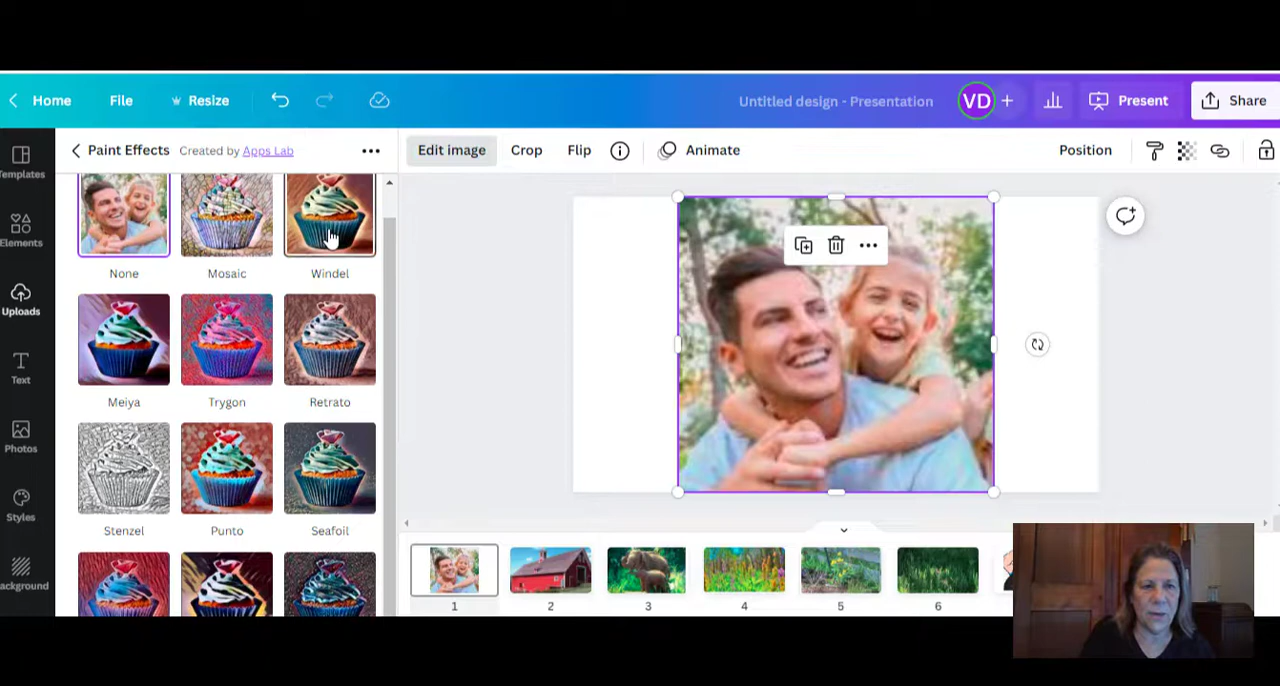 Home File Resize Untitled design - Presentation VD + Present Share
Templates
Elements
Uploads
Text
Photos
Styles
Background
Paint Effects Created by Apps Lab
None Mosaic Windel
Meiya Trygon Retrato
Stenzel Punto Seafoil
Edit image Crop Flip Animate Position
1 2 3 4 5 6